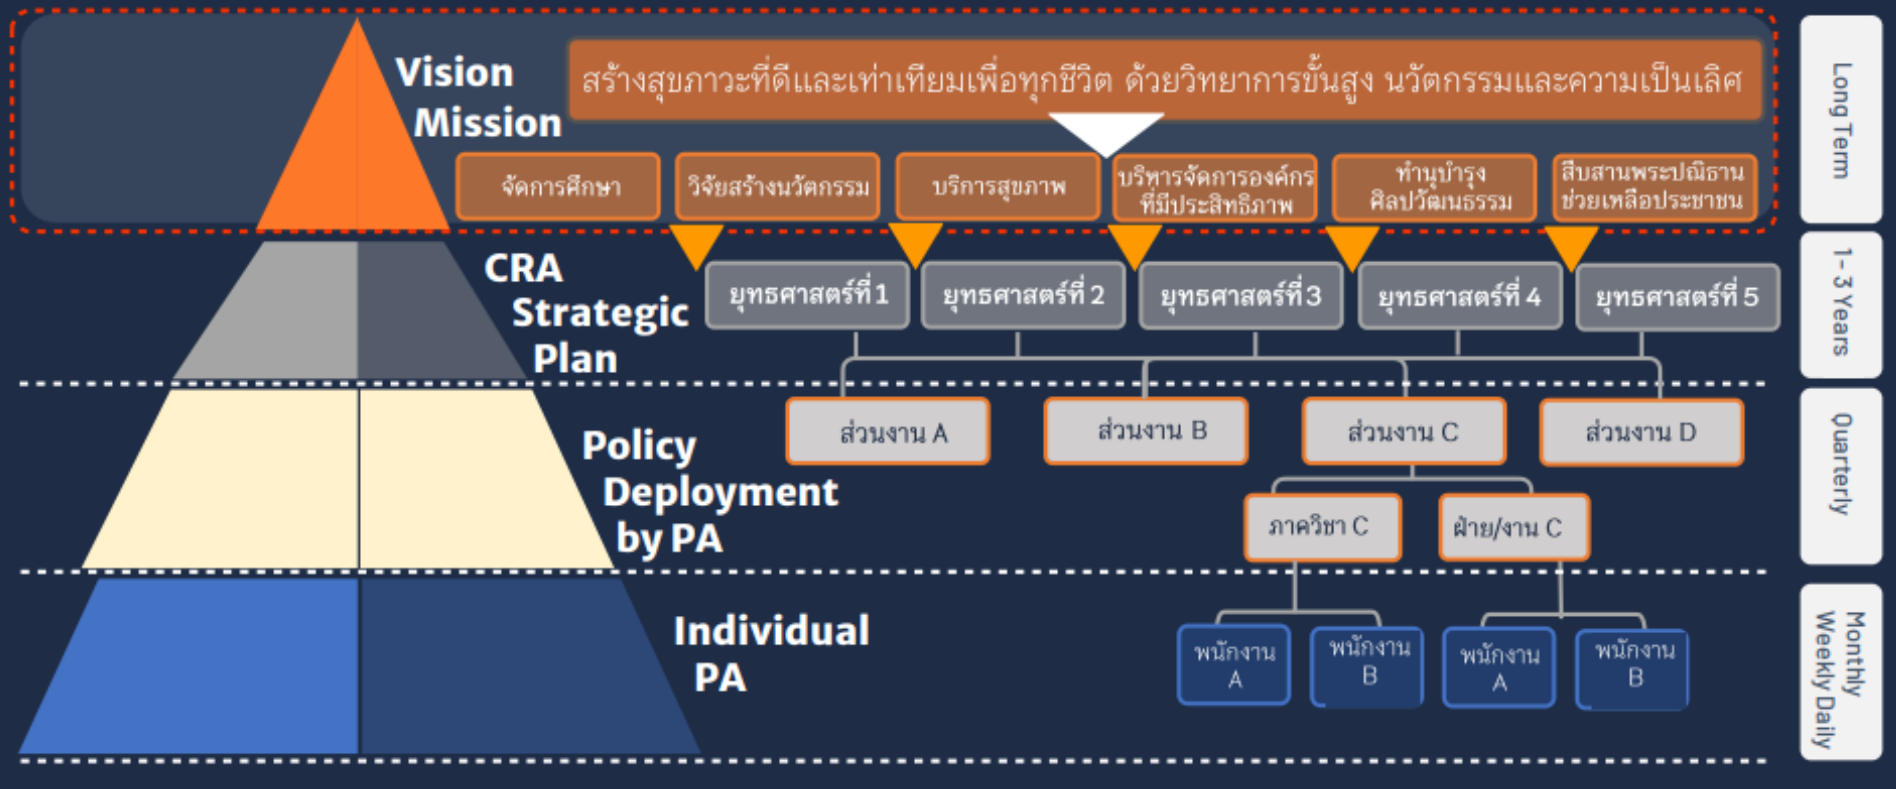 Vision
Mission
สร้างสุขภาวะที่ดีและเท่าเทียมเพื่อทุกชีวิต ด้วยวิทยาการขั้นสูง นวัตกรรมและความเป็นเลิศ
จัดการศึกษา
วิจัยสร้างนวัตกรรม
บริการสุขภาพ
บริหารจัดการองค์กร
ที่มีประสิทธิภาพ
ทำนุบำรุง
ศิลปวัฒนธรรม
สืบสานพระปณิธาน
ช่วยเหลือประชาชน
Long Term
CRA
Strategic
Plan
ยุทธศาสตร์ที่ 1
ยุทธศาสตร์ที่ 2
ยุทธศาสตร์ที่ 3
ยุทธศาสตร์ที่ 4
ยุทธศาสตร์ที่ 5
1- 3 Years
Policy
Deployment
by PA
ส่วนงาน A
ส่วนงาน B
ส่วนงาน C
ส่วนงาน D
ภาควิชา C
ฝ่าย/งาน C
Quarterly
Individual
PA
พนักงาน
A
พนักงาน
B
พนักงาน
A
พนักงาน
B
Monthly
Weekly Daily